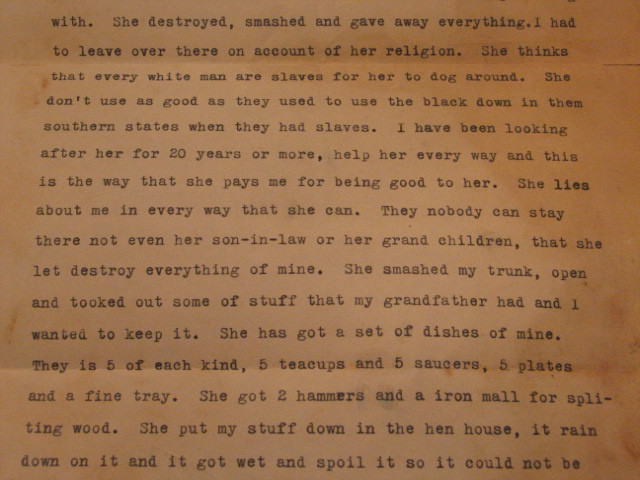 with.  She destroyed, smashed and gave away everything.I had
to leave over there on account of her religion.  She thinks
that every white man are slaves for her to dog around.  She
don't use as good as they used to use the black down in them
southern states when they had slaves.  I have been looking
after her for 20 years or more, help her every way and this
is the way that she pays me for being good to her.  She lies
about me in every way that she can.  They nobody can stay
there not even her son-in-law or her grand children, that she
let destroy everything of mine.  She smashed my trunk, open
and tooked out some of stuff that my grandfather had and I
wanted to keep it.  She has got a set of dishes of mine.
They is 5 of each kind, 5 teacups and 5 saucers, 5 plates
and a fine tray.  She got 2 hammers and a iron mall for spli-
ting wood.  She put my stuff down in the hen house, it rain
down on it and it got wet and spoil it so it could not be